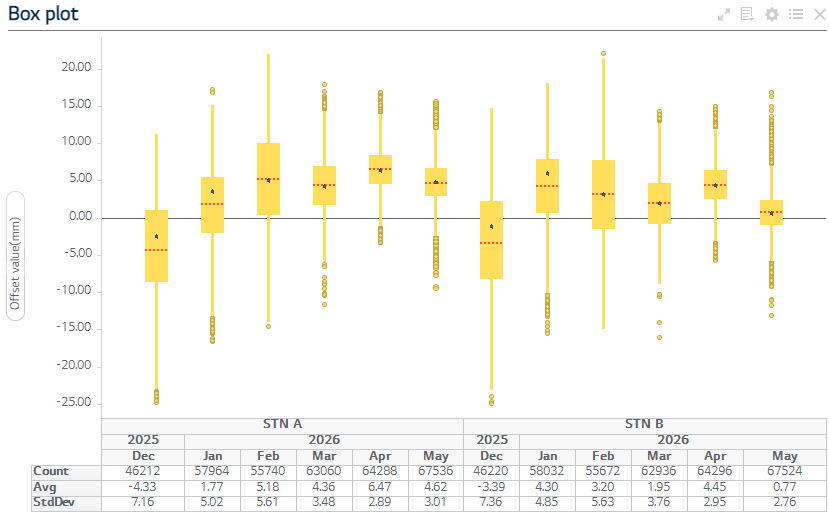 Box plot
Offset value(mm)
20.00
15.00
10.00
5.00
0.00
-5.00
-10.00
-15.00
-20.00
-25.00
STN A STN B
2025 2026 2025 2026
Dec Jan Feb Mar Apr May Dec Jan Feb Mar Apr May
Count 46212 57964 55740 63060 64288 67536 46220 58032 55672 62936 64296 67524
Avg -4.33 1.77 5.18 4.36 6.47 4.62 -3.39 4.30 3.20 1.95 4.45 0.77
StdDev 7.16 5.02 5.61 3.48 2.89 3.01 7.36 4.85 5.63 3.76 2.95 2.76